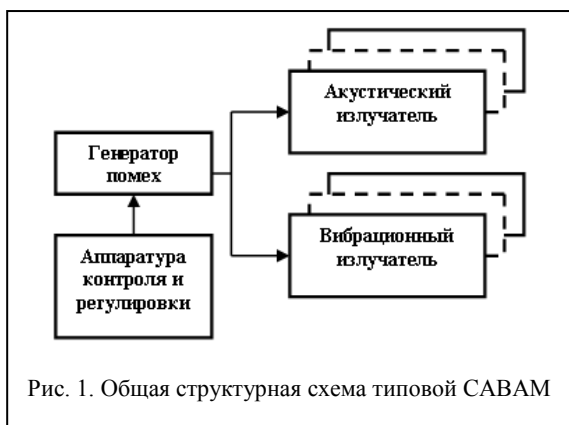 Акустический
излучатель
Генератор
помех
Вибрационный
излучатель
Аппаратура
контроля и
регулировки
Рис. 1. Общая структурная схема типовой САВАМ